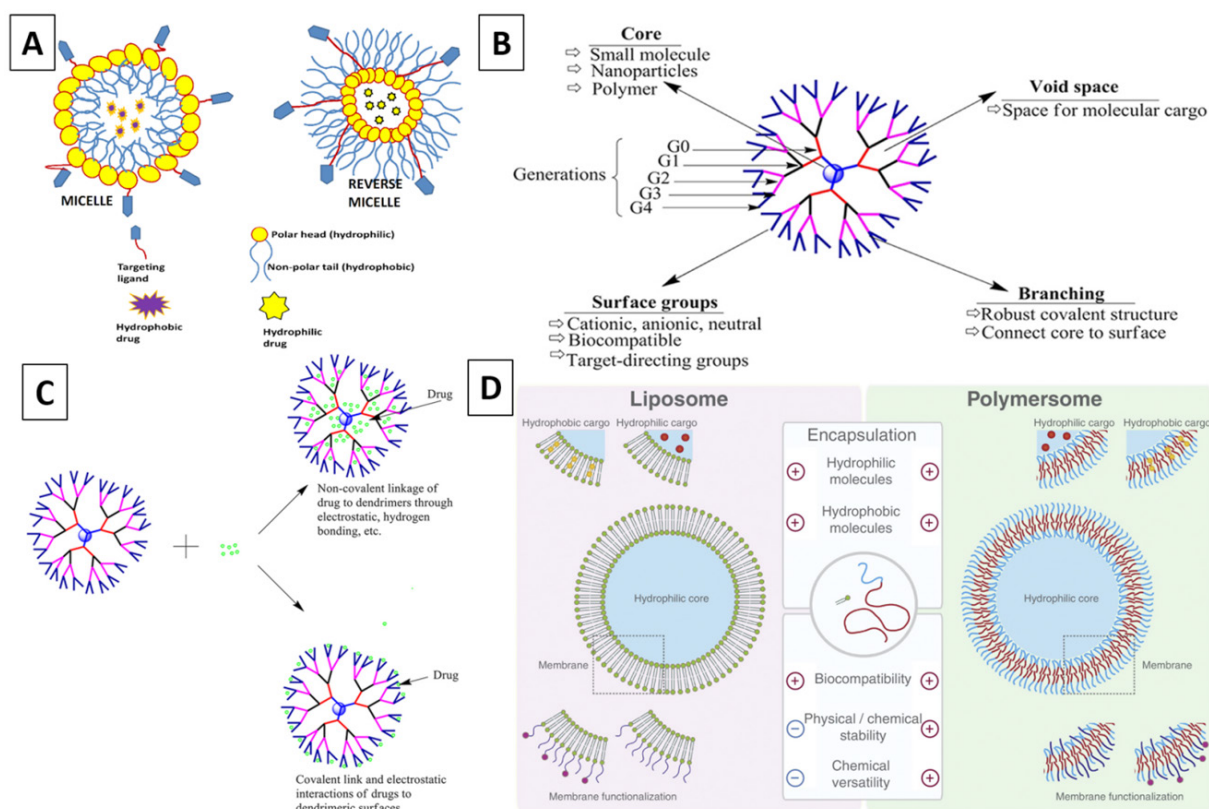 A
MICELLE
REVERSE
MICELLE
Polar head (hydrophilic)
Non-polar tail (hydrophobic)
Targeting
ligand
Hydrophobic
drug
Hydrophilic
drug
B
Core
⇨ Small molecule
⇨ Nanoparticles
⇨ Polymer
Void space
⇨ Space for molecular cargo
Generations
G0
G1
G2
G3
G4
Surface groups
⇨ Cationic, anionic, neutral
⇨ Biocompatible
⇨ Target-directing groups
Branching
⇨ Robust covalent structure
⇨ Connect core to surface
C
Drug
Non-covalent linkage of
drug to dendrimers through
electrostatic, hydrogen
bonding, etc.
+
Drug
Covalent link and electrostatic
interactions of drugs to
dendrimeric surfaces
D
Liposome
Polymersome
Hydrophobic cargo
Hydrophilic cargo
Encapsulation
Hydrophilic cargo
Hydrophobic cargo
+ Hydrophilic +
molecules
+ Hydrophobic +
molecules
Hydrophilic core
Hydrophilic core
Membrane
Membrane
+ Biocompatibility +
− Physical / chemical +
stability
− Chemical +
versatility
Membrane functionalization
Membrane functionalization